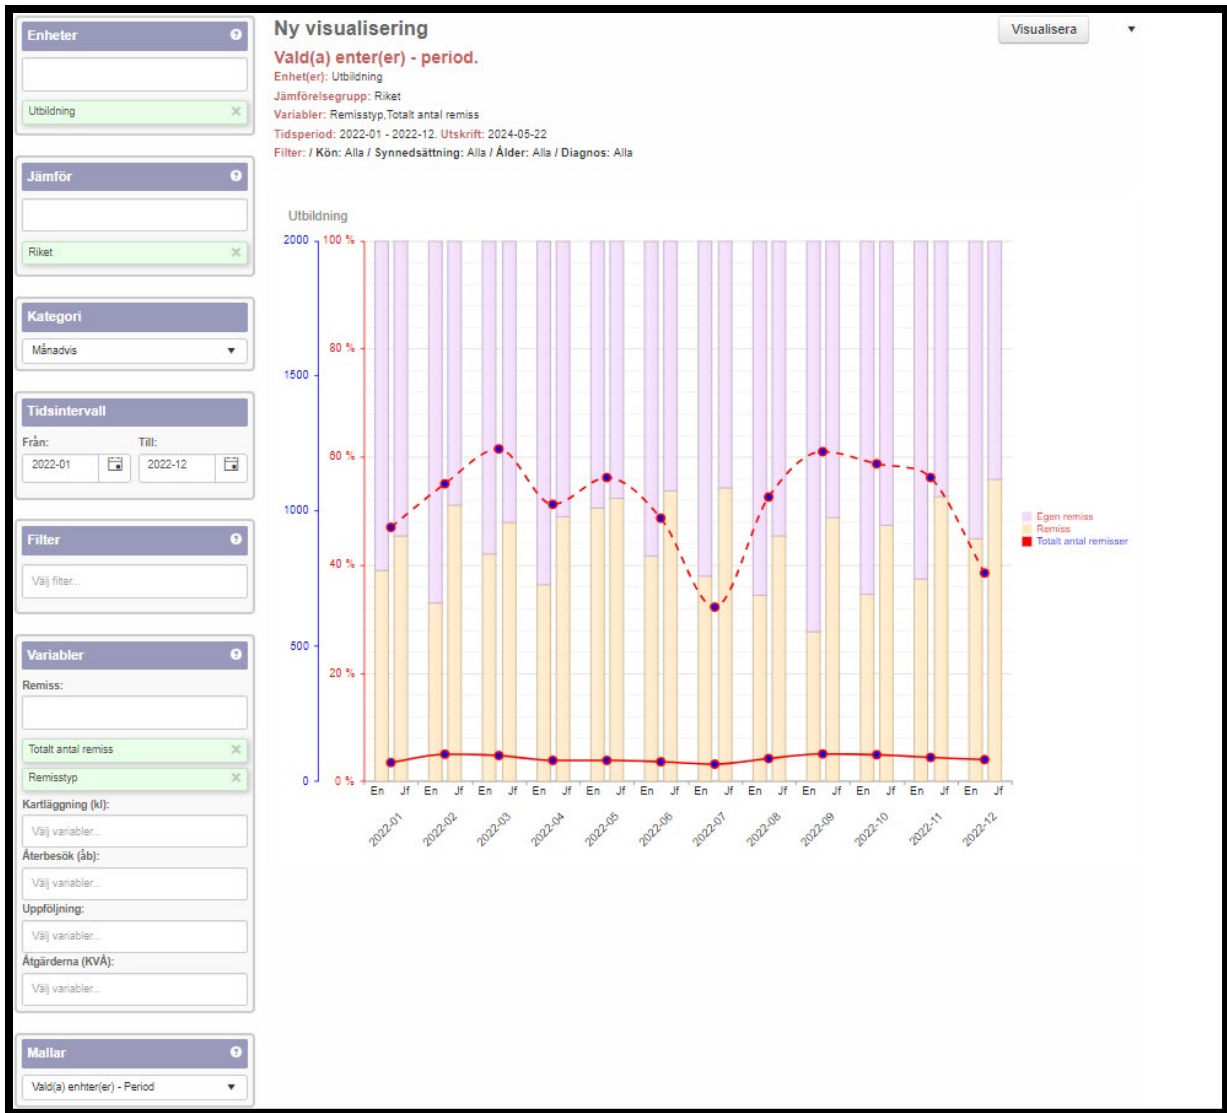 Enheter
Utbildning
Jämför
Riket
Kategori
Månadvis
Tidsintervall
Från: Till:
2022-01 2022-12
Filter
Välj filter...
Variabler
Remiss:
Totalt antal remiss
Remisstyp
Kartläggning (kl):
Välj variabler...
Återbesök (åb):
Välj variabler...
Uppföljning:
Välj variabler...
Åtgärderna (KVÅ):
Välj variabler...
Mallar
Vald(a) enhter(er) - Period
Ny visualisering
Visualisera
Vald(a) enter(er) - period.
Enhet(er): Utbildning
Jämförelsegrupp: Riket
Variabler: Remisstyp,Totalt antal remiss
Tidsperiod: 2022-01 - 2022-12. Utskrift: 2024-05-22
Filter: / Kön: Alla / Synnedsättning: Alla / Ålder: Alla / Diagnos: Alla
Utbildning
2000 100 %
80 %
1500
60 %
1000
40 %
500
20 %
0 0 %
En Jf En Jf En Jf En Jf En Jf En Jf En Jf En Jf En Jf En Jf En Jf En Jf
2022-01 2022-02 2022-03 2022-04 2022-05 2022-06 2022-07 2022-08 2022-09 2022-10 2022-11 2022-12
Egen remiss
Remiss
Totalt antal remisser